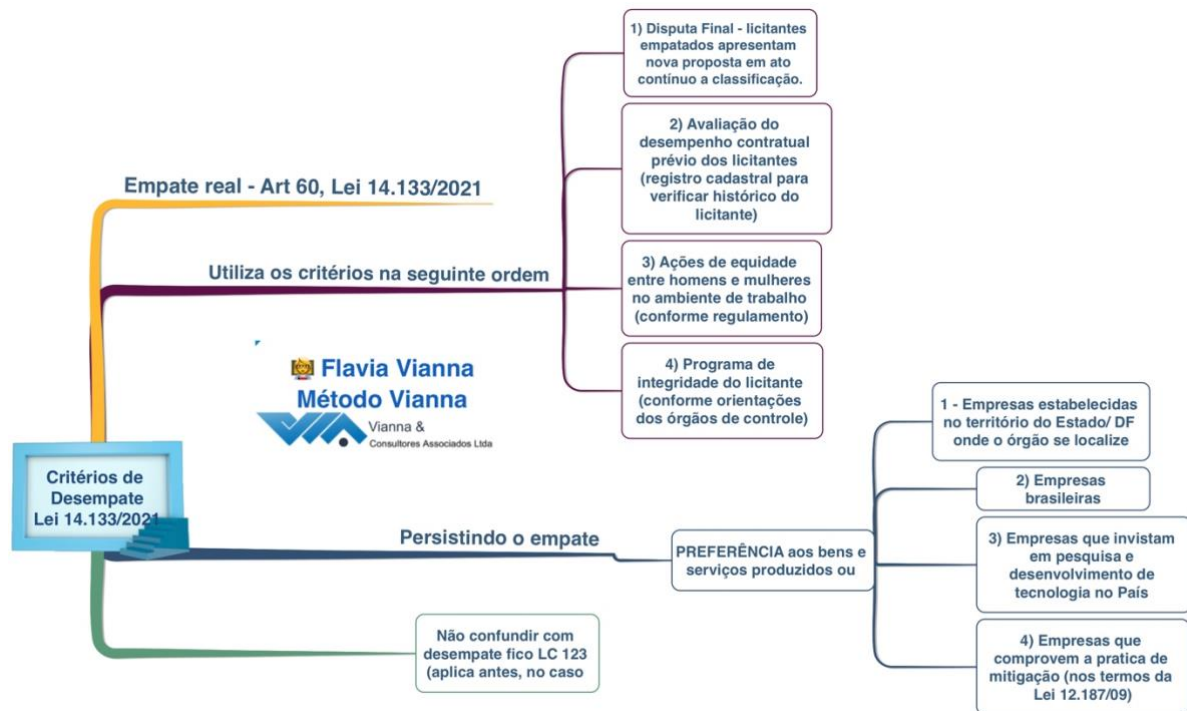 1) Disputa Final - licitantes
empatados apresentam
nova proposta em ato
contínuo a classificação.
2) Avaliação do
desempenho contratual
prévio dos licitantes
(registro cadastral para
verificar histórico do
licitante)
Empate real - Art 60, Lei 14.133/2021
Utiliza os critérios na seguinte ordem
3) Ações de equidade
entre homens e mulheres
no ambiente de trabalho
(conforme regulamento)
4) Programa de
integridade do licitante
(conforme orientações
dos órgãos de controle)
Flavia Vianna
Método Vianna
VIA
Vianna &
Consultores Associados Ltda
Critérios de
Desempate
Lei 14.133/2021
Persistindo o empate
PREFERÊNCIA aos bens e
serviços produzidos ou
1 - Empresas estabelecidas
no território do Estado/ DF
onde o órgão se localize
2) Empresas
brasileiras
3) Empresas que invistam
em pesquisa e
desenvolvimento de
tecnologia no País
4) Empresas que
comprovem a pratica de
mitigação (nos termos da
Lei 12.187/09)
Não confundir com
desempate fico LC 123
(aplica antes, no caso